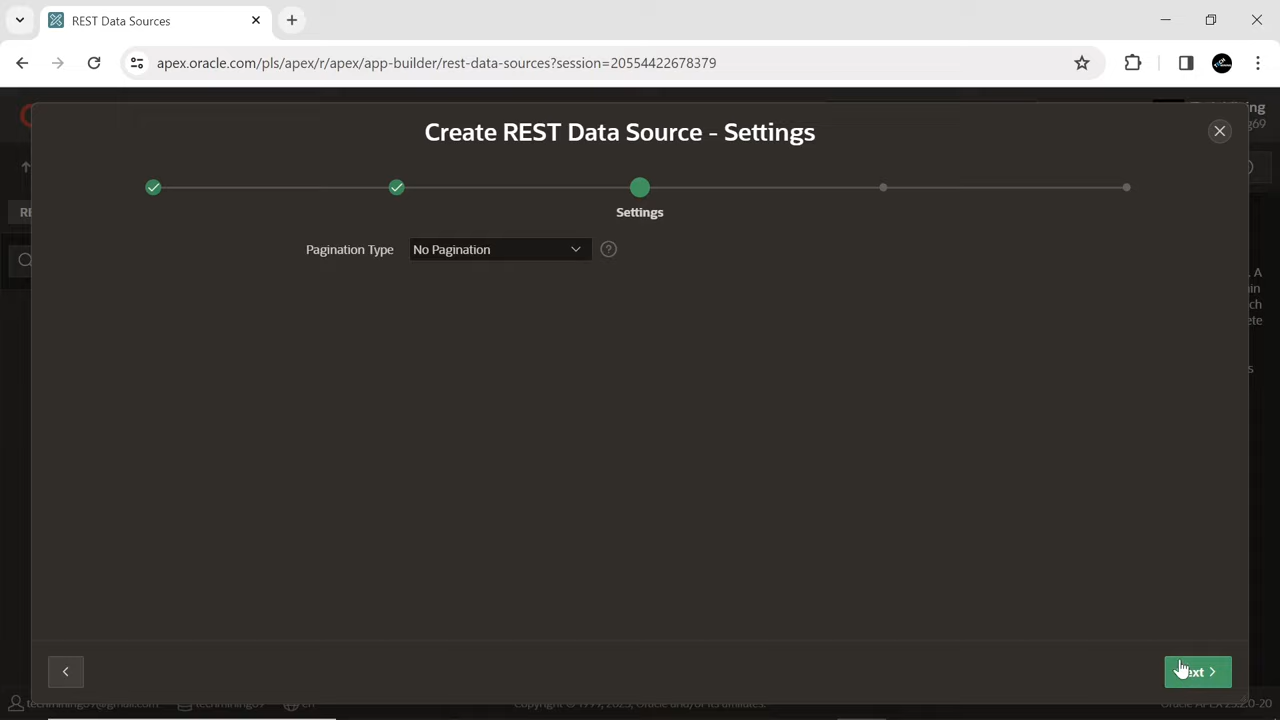 REST Data Sources
apex.oracle.com/pls/apex/r/apex/app-builder/rest-data-sources?session=20554422678379
Create REST Data Source - Settings
Settings
Pagination Type
No Pagination